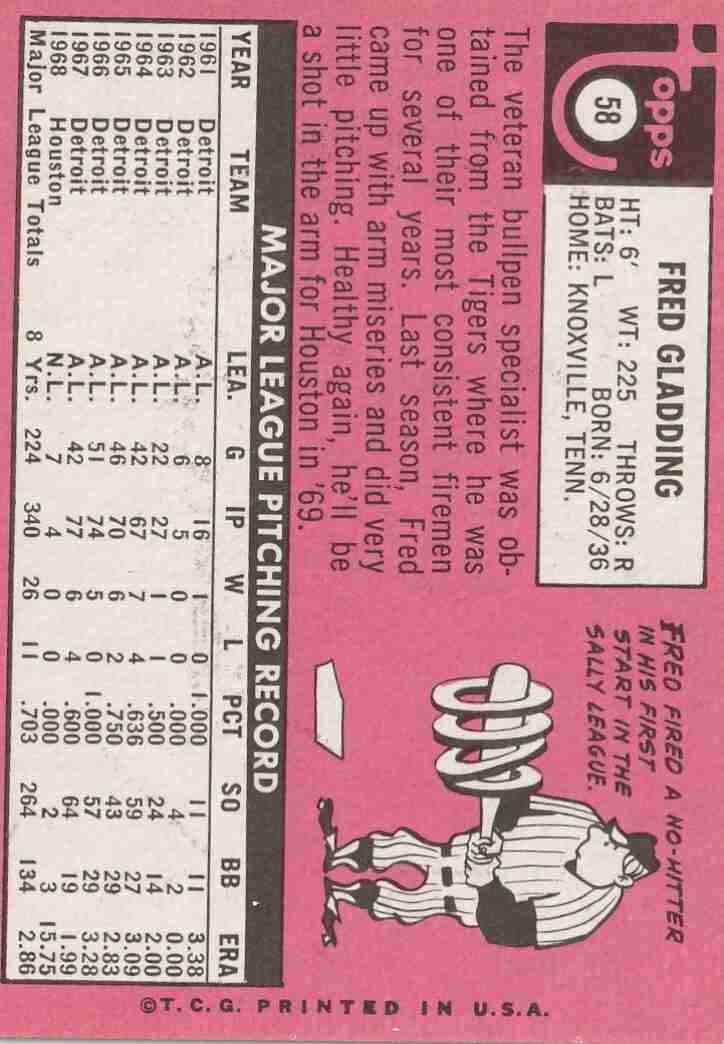 Topps
58
FRED GLADDING
HT: 6' WT: 225 THROWS: R
BATS: L BORN: 6/28/36
HOME: KNOXVILLE, TENN.
The veteran bullpen specialist was ob-
tained from the Tigers where he was
one of their most consistent firemen
for several years. Last season, Fred
came up with arm miseries and did very
little pitching. Healthy again, he'll be
a shot in the arm for Houston in '69.
FRED FIRED A NO-HITTER
IN HIS FIRST
START IN THE
SALLY LEAGUE.
MAJOR LEAGUE PITCHING RECORD
YEAR TEAM LEA. G IP W L PCT SO BB ERA
1961 Detroit A.L. 8 16 1 0 1.000 11 11 3.38
1962 Detroit A.L. 6 5 0 0 .000 4 2 0.00
1963 Detroit A.L. 22 27 1 1 .500 24 14 2.00
1964 Detroit A.L. 42 67 7 4 .636 59 27 3.09
1965 Detroit A.L. 46 70 6 2 .750 43 29 2.83
1966 Detroit A.L. 51 74 5 0 1.000 57 29 3.28
1967 Detroit A.L. 42 77 6 4 .600 64 19 1.99
1968 Houston N.L. 7 4 0 0 .000 2 3 15.75
Major League Totals 8 Yrs. 224 340 26 11 .703 264 134 2.86
©T.C.G. PRINTED IN U.S.A.